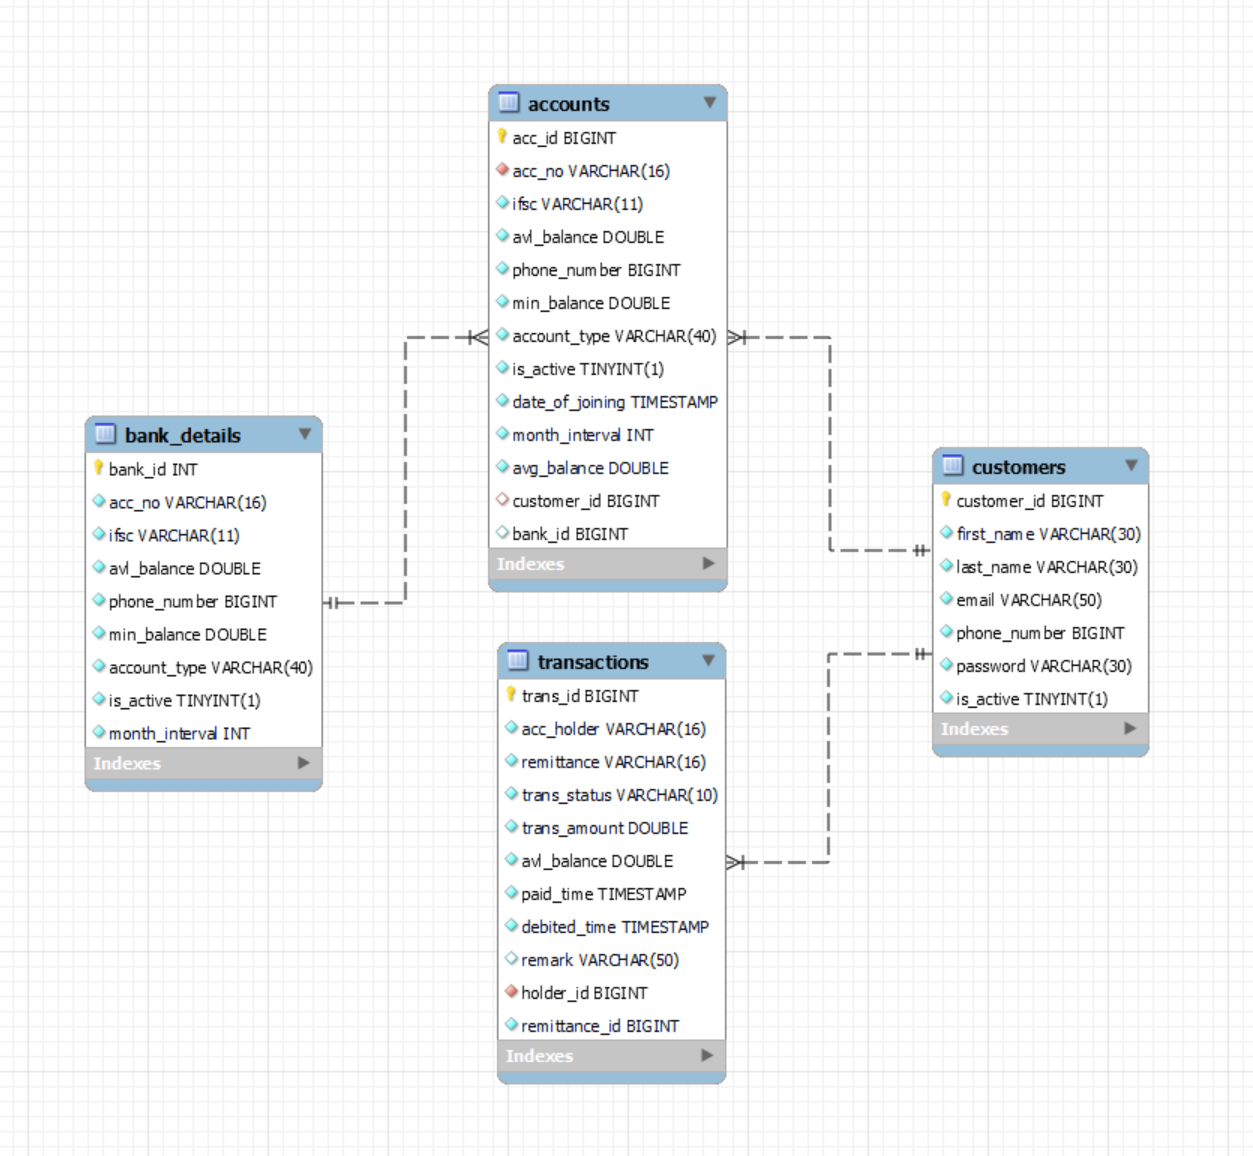 accounts
acc_id BIGINT
acc_no VARCHAR(16)
ifsc VARCHAR(11)
avl_balance DOUBLE
phone_number BIGINT
min_balance DOUBLE
account_type VARCHAR(40)
is_active TINYINT(1)
date_of_joining TIMESTAMP
month_interval INT
avg_balance DOUBLE
customer_id BIGINT
bank_id BIGINT
Indexes
bank_details
bank_id INT
acc_no VARCHAR(16)
ifsc VARCHAR(11)
avl_balance DOUBLE
phone_number BIGINT
min_balance DOUBLE
account_type VARCHAR(40)
is_active TINYINT(1)
month_interval INT
Indexes
customers
customer_id BIGINT
first_name VARCHAR(30)
last_name VARCHAR(30)
email VARCHAR(50)
phone_number BIGINT
password VARCHAR(30)
is_active TINYINT(1)
Indexes
transactions
trans_id BIGINT
acc_holder VARCHAR(16)
remittance VARCHAR(16)
trans_status VARCHAR(10)
trans_amount DOUBLE
avl_balance DOUBLE
paid_time TIMESTAMP
debited_time TIMESTAMP
remark VARCHAR(50)
holder_id BIGINT
remittance_id BIGINT
Indexes